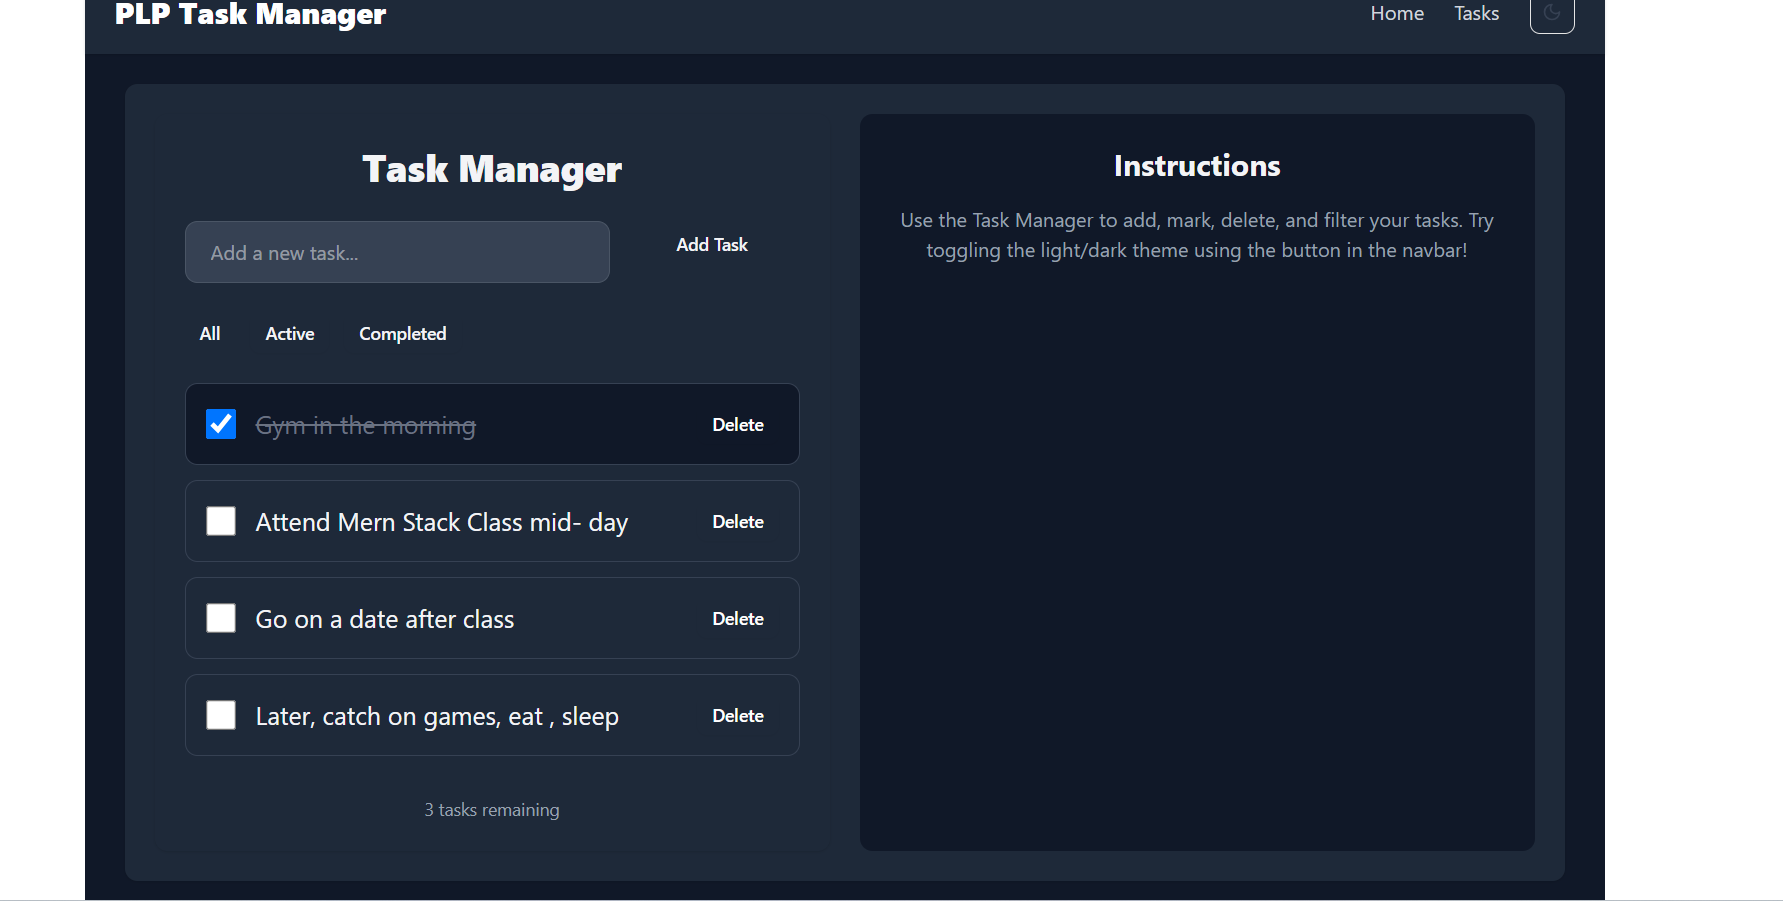 PLP Task Manager
Home
Tasks
Task Manager
Add a new task...
Add Task
All
Active
Completed
Gym in the morning
Delete
Attend Mern Stack Class mid- day
Delete
Go on a date after class
Delete
Later, catch on games, eat , sleep
Delete
3 tasks remaining
Instructions
Use the Task Manager to add, mark, delete, and filter your tasks. Try
toggling the light/dark theme using the button in the navbar!